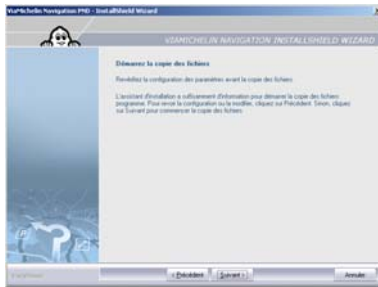 ViaMichelin Navigation PND - InstallShield Wizard
VIAMICHELIN NAVIGATION INSTALLSHIELD WIZARD
Démarrez la copie des fichiers
Revérifiez la configuration des paramètres avant la copie des fichiers
L'assistant d'installation a suffisamment d'information pour démarrer la copie des fichiers
programme. Pour revoir la configuration ou la modifier, cliquez sur Précédent. Sinon, cliquez
sur Suivant pour commencer la copie des fichiers.
InstallShield
< Précédent
Suivant >
Annuler